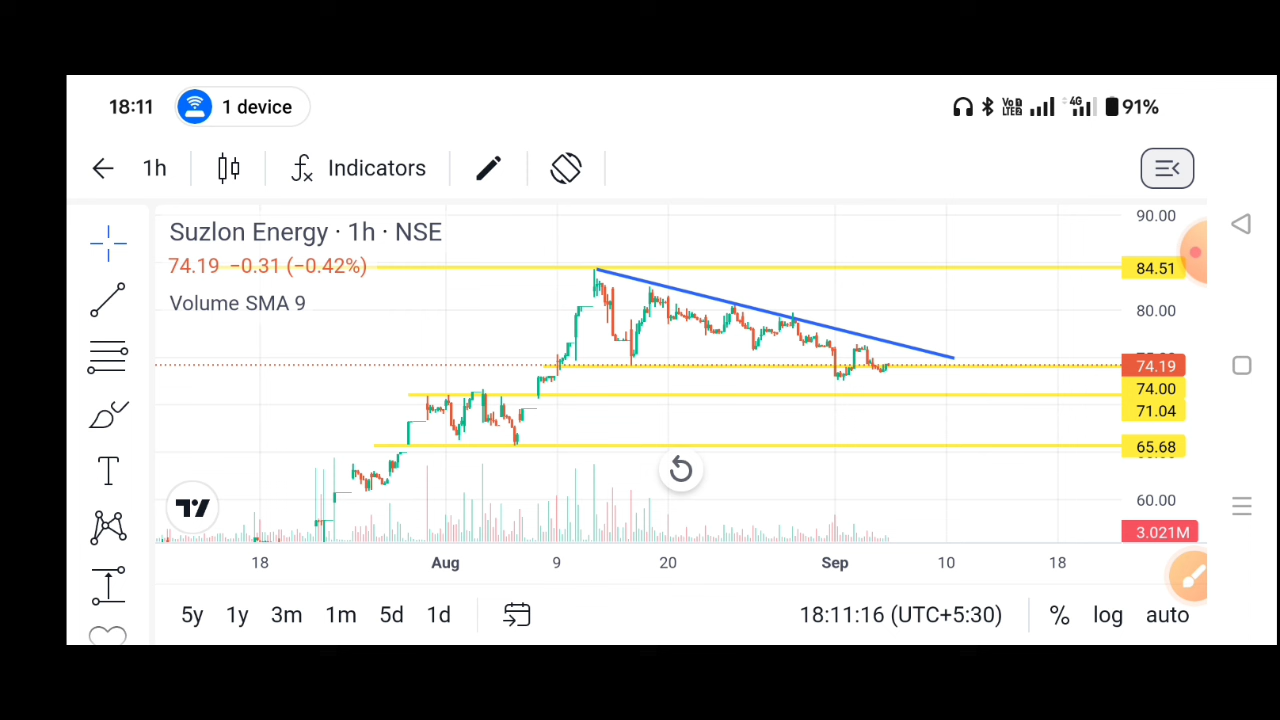 18:11 1 device 4G 91%
1h Indicators
Suzlon Energy · 1h · NSE
74.19 −0.31 (−0.42%)
Volume SMA 9
90.00
84.51
80.00
74.19
74.00
71.04
65.68
60.00
3.021M
18 Aug 9 20 Sep 10 18
5y 1y 3m 1m 5d 1d 18:11:16 (UTC+5:30) % log auto